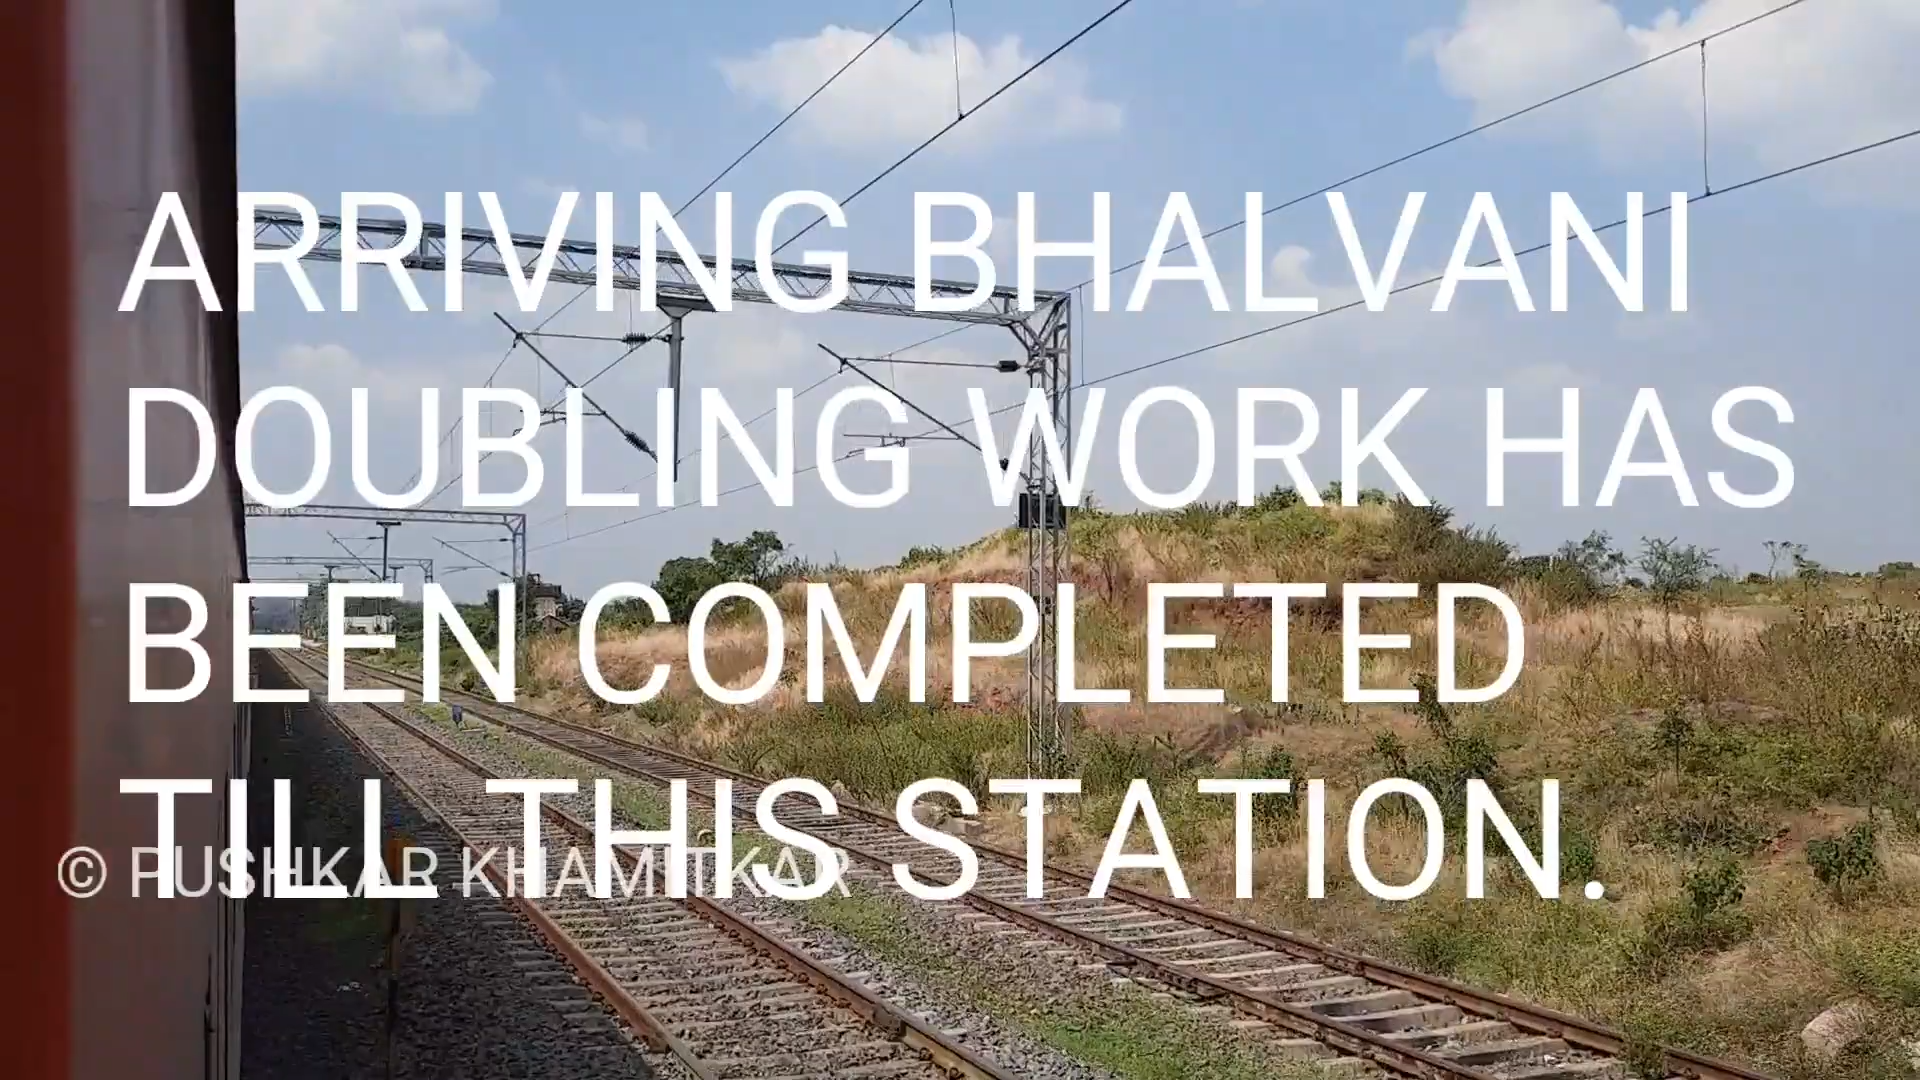 ARRIVING BHALVANI
DOUBLING WORK HAS
BEEN COMPLETED
TILL THIS STATION.
© PUSHKAR KHAMITKAR